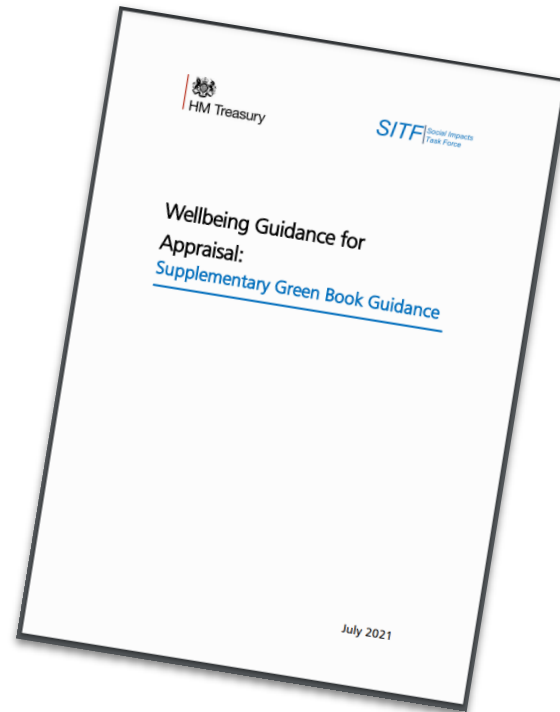 HM Treasury
SITF Social Impacts
Task Force
Wellbeing Guidance for
Appraisal:
Supplementary Green Book Guidance
July 2021